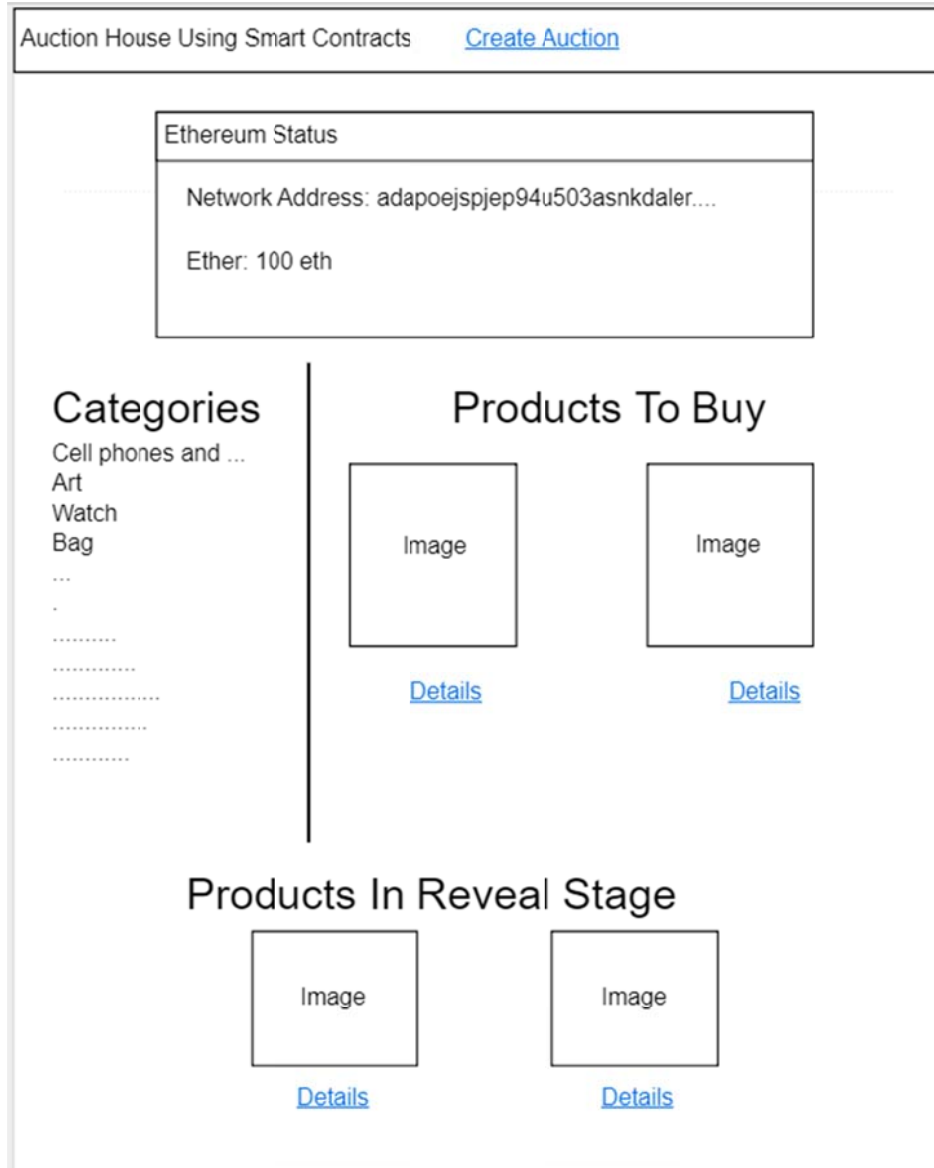 Auction House Using Smart Contracts Create Auction
Ethereum Status
Network Address: adapoejspjep94u503asnkdaler....
Ether: 100 eth
Categories
Cell phones and ...
Art
Watch
Bag
...
.
..........
.............
.................
...............
............
Products To Buy
Image Image
Details Details
Products In Reveal Stage
Image Image
Details Details